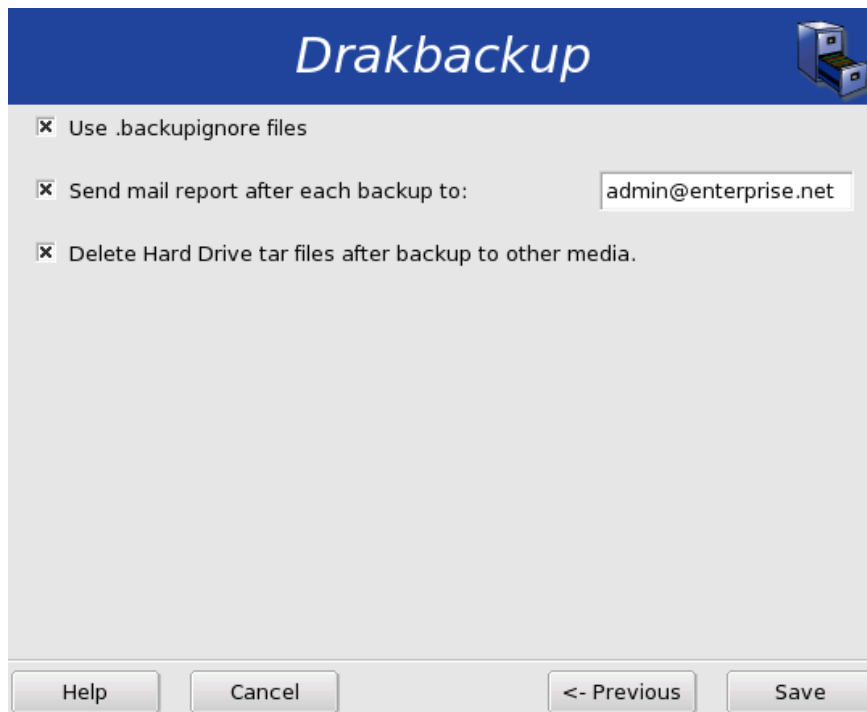 Drakbackup
Use .backupignore files
Send mail report after each backup to: admin@enterprise.net
Delete Hard Drive tar files after backup to other media.
Help Cancel <- Previous Save